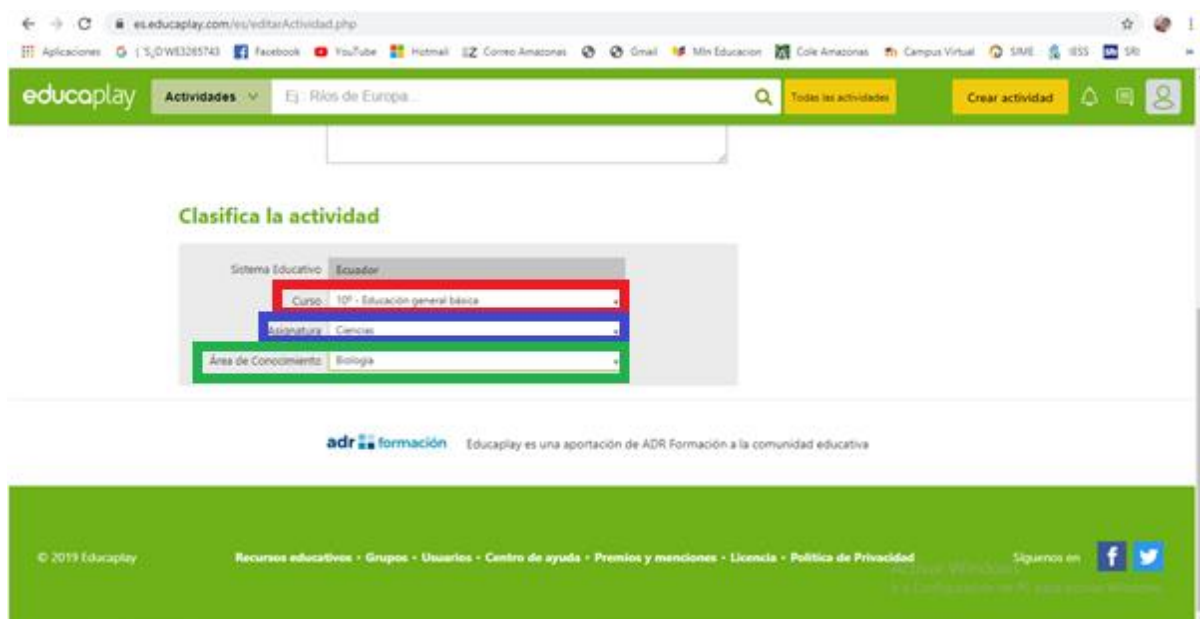 es.educaplay.com/es/editarActividad.php
Aplicaciones Facebook YouTube Hotmail Correo Amazonas Gmail Min Educacion Cole Amazonas Campus Virtual SIME IESS SRI »
educaplay Actividades Ej: Ríos de Europa... Todas las actividades Crear actividad
Clasifica la actividad
Sistema Educativo Ecuador
Curso 10º - Educación general básica
Asignatura Ciencias
Área de Conocimiento Biología
adr formación Educaplay es una aportación de ADR Formación a la comunidad educativa
© 2019 Educaplay Recursos educativos · Grupos · Usuarios · Centro de ayuda · Premios y menciones · Licencia · Política de Privacidad Síguenos en
Activar Windows